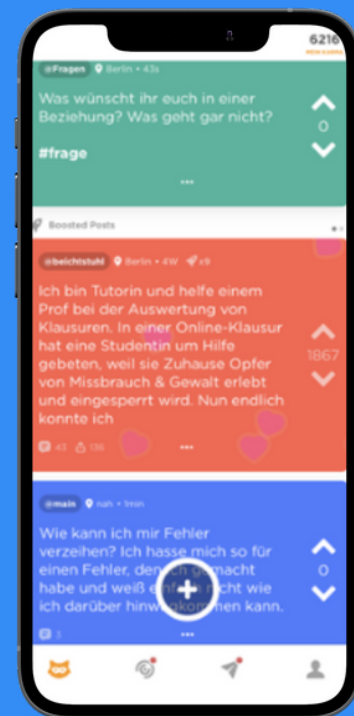 6216
MEIN KARMA
@Fragen Berlin • 43s
Was wünscht ihr euch in einer
Beziehung? Was geht gar nicht?
0
#frage
...
Boosted Posts
@beichtstuhl Berlin • 4W x8
Ich bin Tutorin und helfe einem
Prof bei der Auswertung von
Klausuren. In einer Online-Klausur
hat eine Studentin um Hilfe
1867
gebeten, weil sie Zuhause Opfer
von Missbrauch & Gewalt erlebt
und eingesperrt wird. Nun endlich
konnte ich
43 136 ...
@main nah • 1min
Wie kann ich mir Fehler
verzeihen? Ich hasse mich so für
einen Fehler, den ich gemacht
0
habe und weiß einfach nicht wie
ich darüber hinwegkommen kann.
3 ...